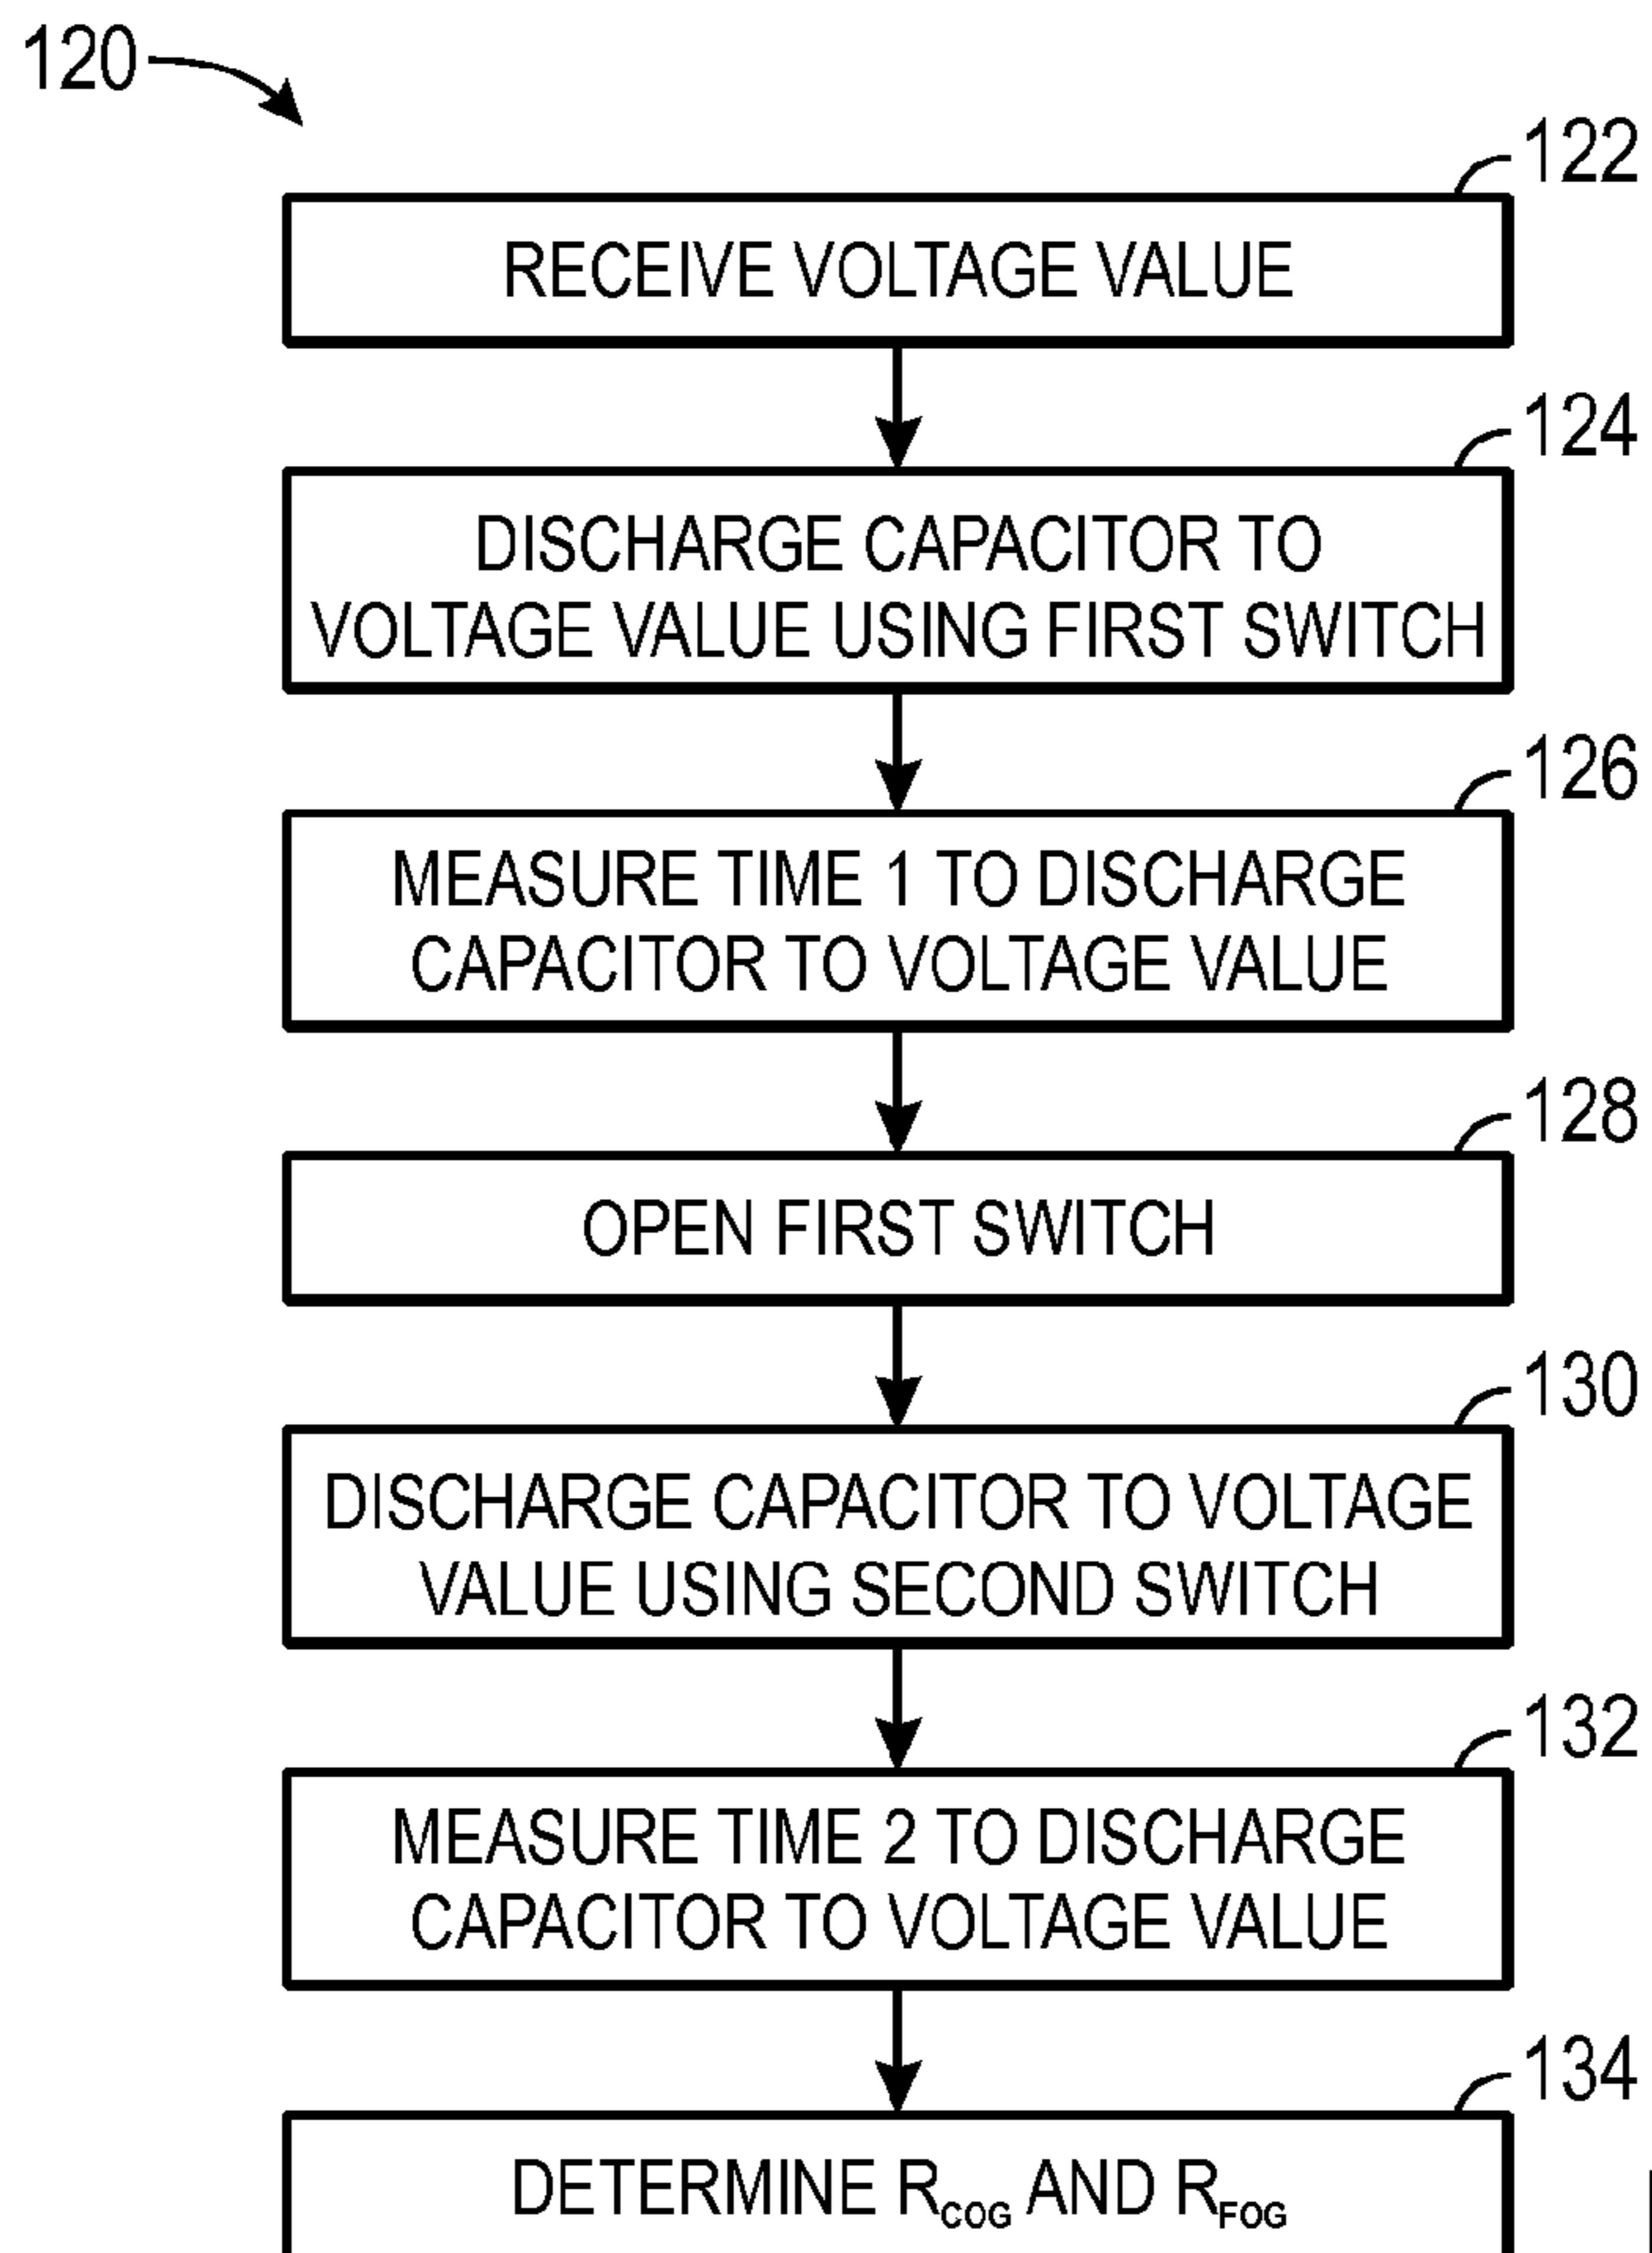 120
122
RECEIVE VOLTAGE VALUE
124
DISCHARGE CAPACITOR TO
VOLTAGE VALUE USING FIRST SWITCH
126
MEASURE TIME 1 TO DISCHARGE
CAPACITOR TO VOLTAGE VALUE
128
OPEN FIRST SWITCH
130
DISCHARGE CAPACITOR TO VOLTAGE
VALUE USING SECOND SWITCH
132
MEASURE TIME 2 TO DISCHARGE
CAPACITOR TO VOLTAGE VALUE
134
DETERMINE R_COG AND R_FOG